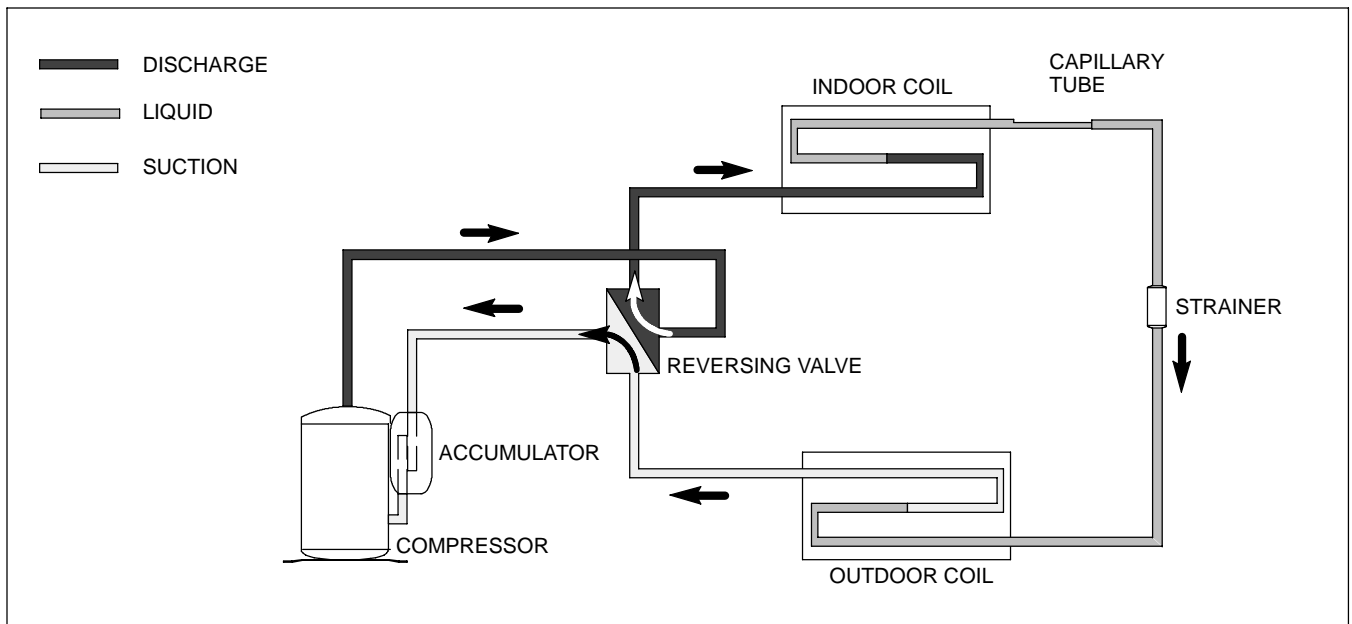 DISCHARGE
LIQUID
SUCTION
INDOOR COIL
CAPILLARY
TUBE
STRAINER
REVERSING VALVE
ACCUMULATOR
COMPRESSOR
OUTDOOR COIL